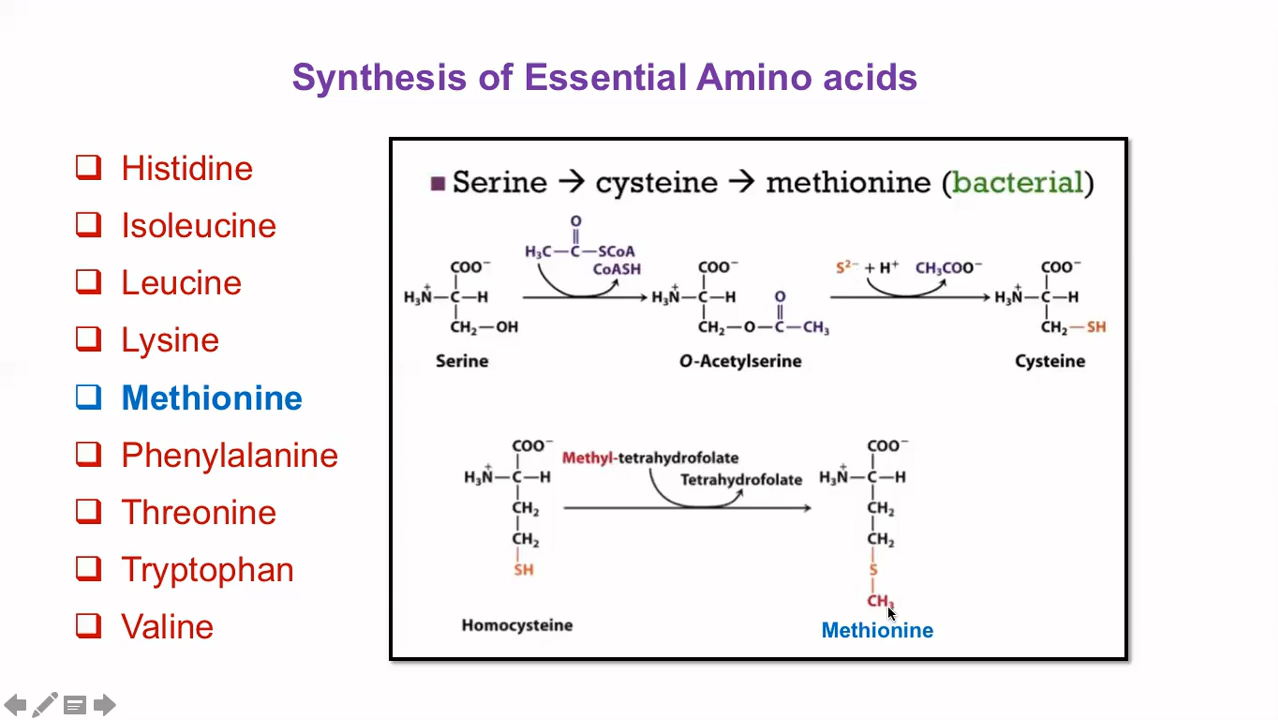 Synthesis of Essential Amino acids
❑ Histidine
❑ Isoleucine
❑ Leucine
❑ Lysine
❑ Methionine
❑ Phenylalanine
❑ Threonine
❑ Tryptophan
❑ Valine
■ Serine → cysteine → methionine (bacterial)
O
H₃C—C—SCoA
CoASH
COO⁻
H₃N⁺—C—H
CH₂—OH
Serine
COO⁻
H₃N⁺—C—H
O
CH₂—O—C—CH₃
O-Acetylserine
S²⁻ + H⁺ CH₃COO⁻
COO⁻
H₃N⁺—C—H
CH₂—SH
Cysteine
COO⁻
H₃N⁺—C—H
CH₂
CH₂
SH
Homocysteine
Methyl-tetrahydrofolate
Tetrahydrofolate
COO⁻
H₃N⁺—C—H
CH₂
CH₂
S
CH₃
Methionine